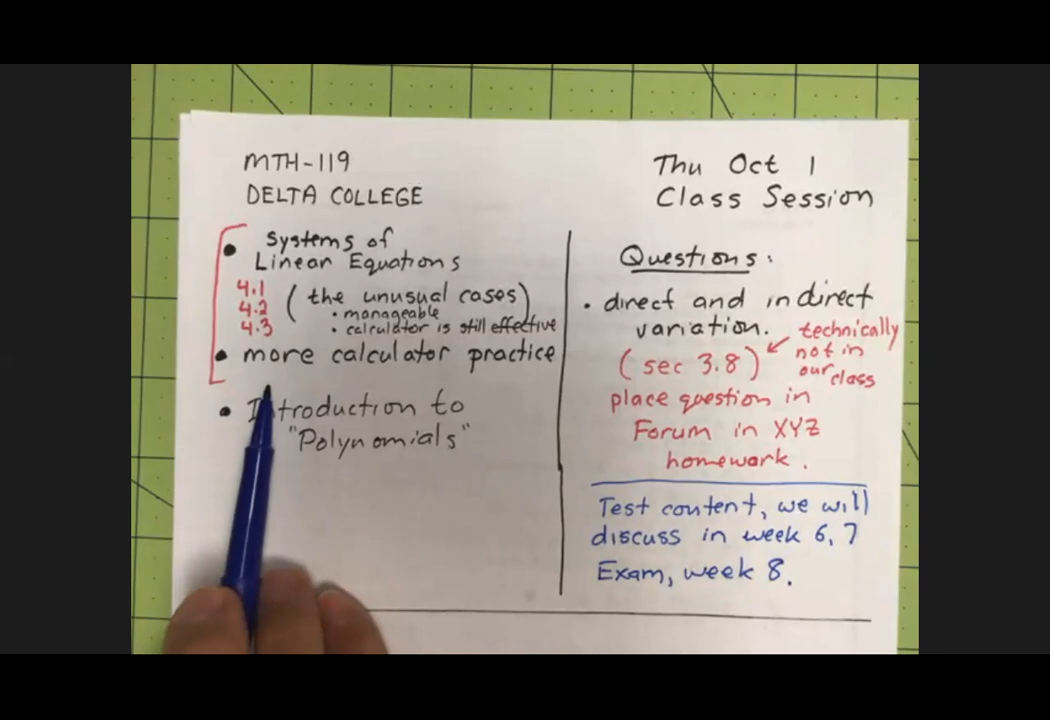 MTH-119
DELTA COLLEGE
Thu Oct 1
Class Session
• Systems of
Linear Equations
4.1
4.2
4.3
(the unusual cases)
• manageable
• calculator is still effective
• more calculator practice
• Introduction to
"Polynomials"
Questions:
• direct and indirect
variation.
(sec 3.8)
technically
not in
our class
place question in
Forum in XYZ
homework.
Test content, we will
discuss in week 6, 7
Exam, week 8.